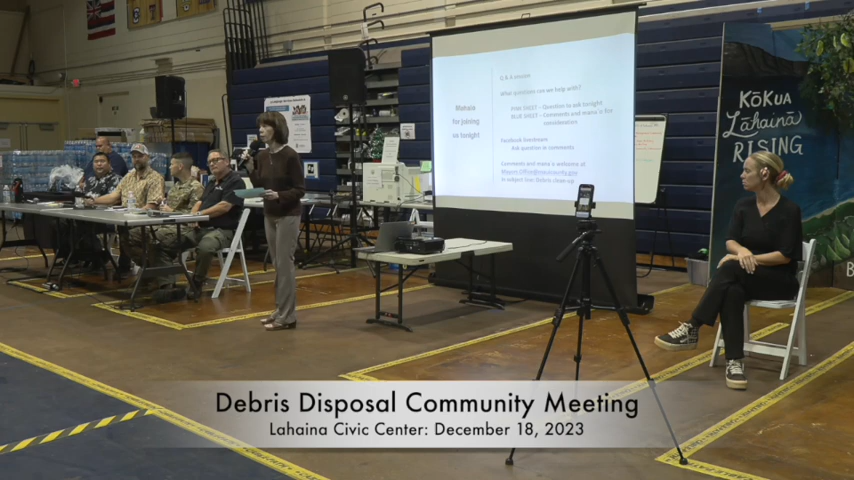 Q & A session
What questions can we help with?
Mahalo
for joining
us tonight
PINK SHEET – Question to ask tonight
BLUE SHEET – Comments and mana'o for
consideration
Facebook livestream
Ask question in comments
Comments and mana'o welcome at
In subject line: Debris clean-up
KŌKUA
Lāhainā
RISING
Debris Disposal Community Meeting
Lahaina Civic Center: December 18, 2023